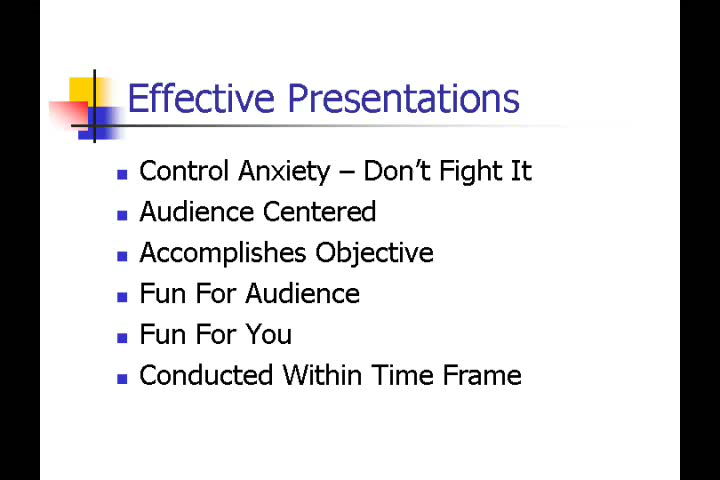 Effective Presentations
Control Anxiety – Don't Fight It
Audience Centered
Accomplishes Objective
Fun For Audience
Fun For You
Conducted Within Time Frame